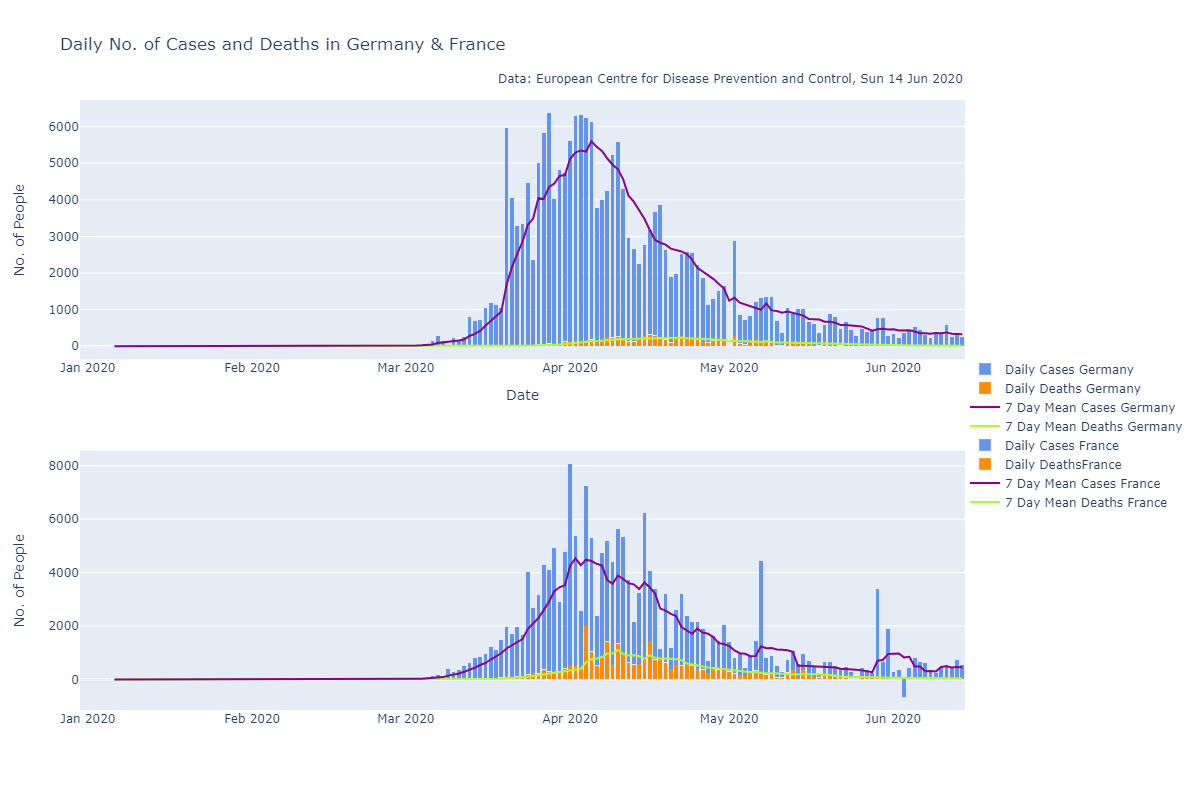 Daily No. of Cases and Deaths in Germany & France
Data: European Centre for Disease Prevention and Control, Sun 14 Jun 2020
No. of People
6000
5000
4000
3000
2000
1000
0
Jan 2020 Feb 2020 Mar 2020 Apr 2020 May 2020 Jun 2020
Date
Daily Cases Germany
Daily Deaths Germany
7 Day Mean Cases Germany
7 Day Mean Deaths Germany
Daily Cases France
Daily DeathsFrance
7 Day Mean Cases France
7 Day Mean Deaths France
No. of People
8000
6000
4000
2000
0
Jan 2020 Feb 2020 Mar 2020 Apr 2020 May 2020 Jun 2020